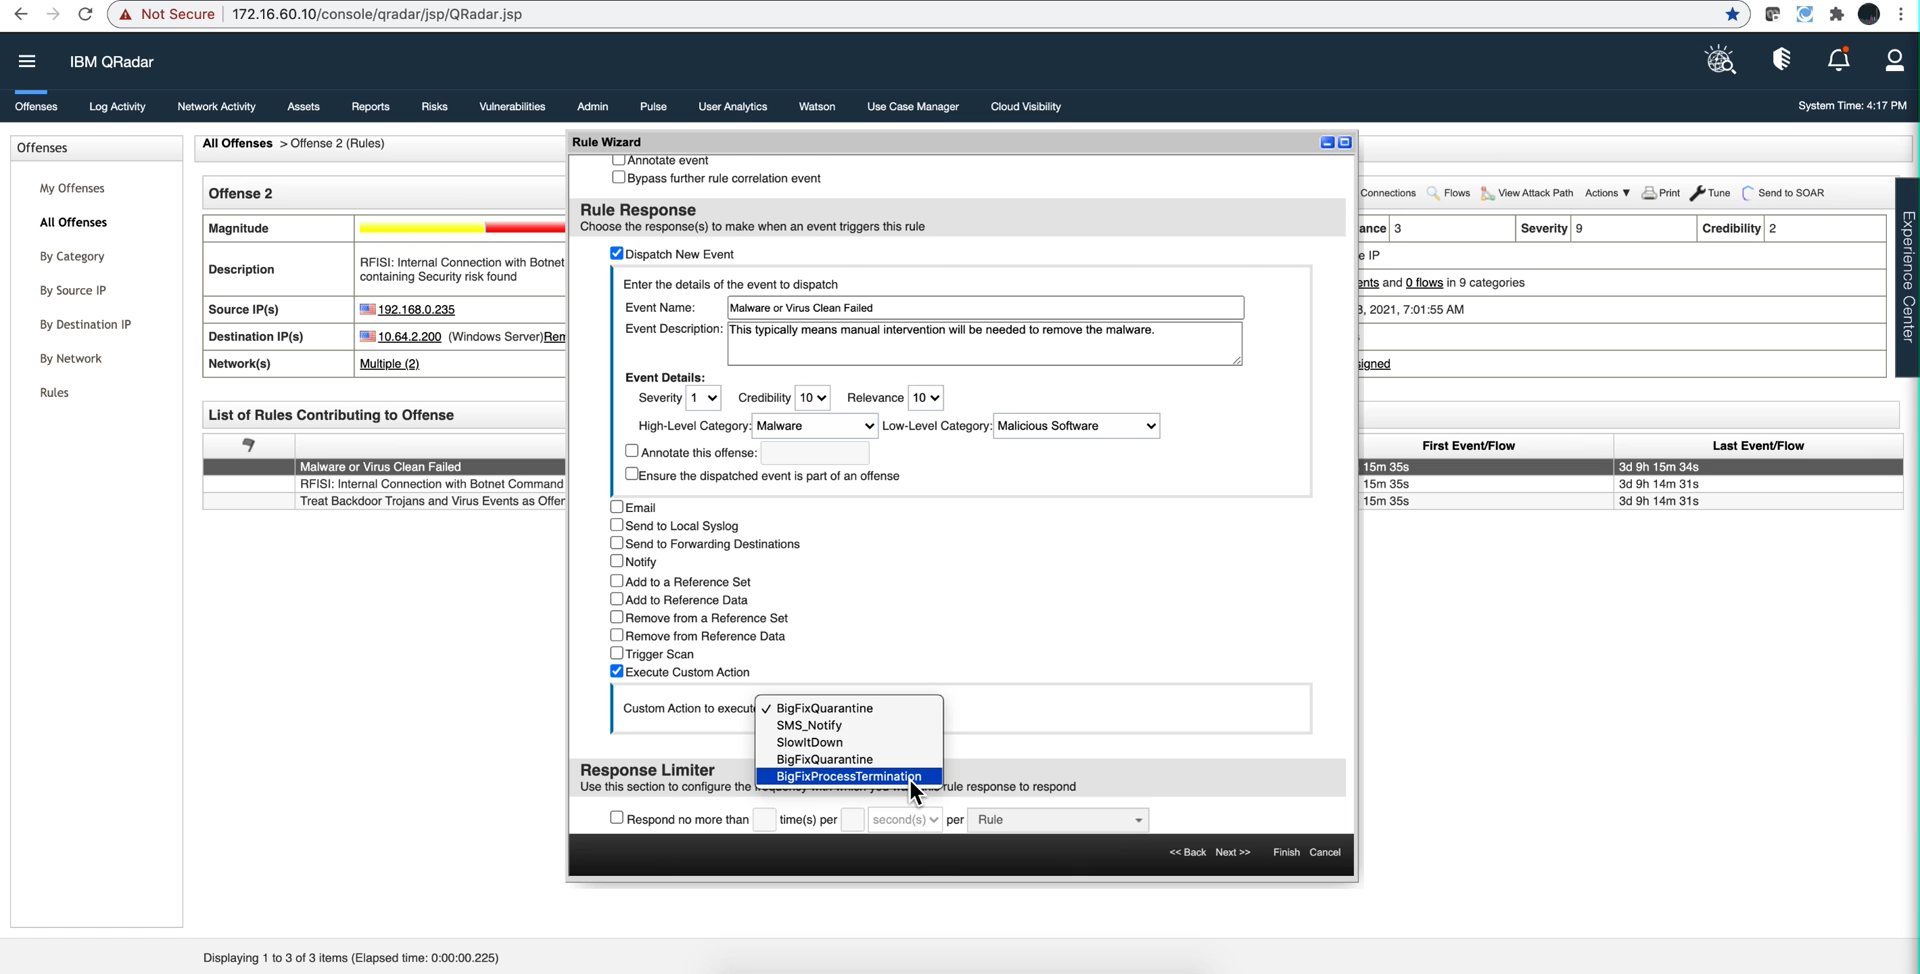 Not Secure | 172.16.60.10/console/qradar/jsp/QRadar.jsp
IBM QRadar
Offenses Log Activity Network Activity Assets Reports Risks Vulnerabilities Admin Pulse User Analytics Watson Use Case Manager Cloud Visibility System Time: 4:17 PM
Offenses
My Offenses
All Offenses
By Category
By Source IP
By Destination IP
By Network
Rules
All Offenses > Offense 2 (Rules)
Offense 2
Connections Flows View Attack Path Actions ▼ Print Tune Send to SOAR
Magnitude
ance 3 Severity 9 Credibility 2
Description RFISI: Internal Connection with Botnet
containing Security risk found
e IP
ents and 0 flows in 9 categories
Source IP(s) 192.168.0.235
3, 2021, 7:01:55 AM
Destination IP(s) 10.64.2.200 (Windows Server)Rem
Network(s) Multiple (2)
signed
Experience Center
List of Rules Contributing to Offense
First Event/Flow Last Event/Flow
Malware or Virus Clean Failed 15m 35s 3d 9h 15m 34s
RFISI: Internal Connection with Botnet Command 15m 35s 3d 9h 14m 31s
Treat Backdoor Trojans and Virus Events as Offen 15m 35s 3d 9h 14m 31s
Rule Wizard
Annotate event
Bypass further rule correlation event
Rule Response
Choose the response(s) to make when an event triggers this rule
Dispatch New Event
Enter the details of the event to dispatch
Event Name: Malware or Virus Clean Failed
Event Description: This typically means manual intervention will be needed to remove the malware.
Event Details:
Severity 1 Credibility 10 Relevance 10
High-Level Category: Malware Low-Level Category: Malicious Software
Annotate this offense:
Ensure the dispatched event is part of an offense
Email
Send to Local Syslog
Send to Forwarding Destinations
Notify
Add to a Reference Set
Add to Reference Data
Remove from a Reference Set
Remove from Reference Data
Trigger Scan
Execute Custom Action
Custom Action to execute ✓ BigFixQuarantine
SMS_Notify
SlowItDown
BigFixQuarantine
BigFixProcessTermination
Response Limiter
Use this section to configure the rule response to respond
Respond no more than time(s) per second(s) per Rule
<< Back Next >> Finish Cancel
Displaying 1 to 3 of 3 items (Elapsed time: 0:00:00.225)